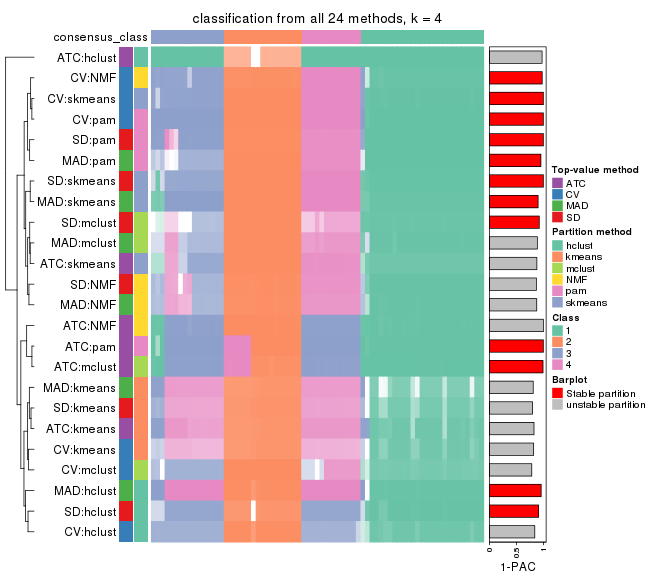 classification from all 24 methods, k = 4
consensus_class
ATC:hclust
CV:NMF
CV:skmeans
CV:pam
SD:pam
MAD:pam
SD:skmeans
MAD:skmeans
SD:mclust
MAD:mclust
ATC:skmeans
SD:NMF
MAD:NMF
ATC:NMF
ATC:pam
ATC:mclust
MAD:kmeans
SD:kmeans
ATC:kmeans
CV:kmeans
CV:mclust
MAD:hclust
SD:hclust
CV:hclust
0
0.5
1
1-PAC
Top-value method
ATC
CV
MAD
SD
Partition method
hclust
kmeans
mclust
NMF
pam
skmeans
Class
1
2
3
4
Barplot
Stable partition
unstable partition